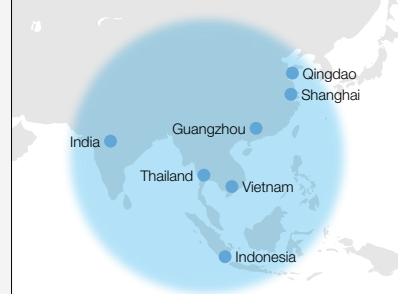 Qingdao
Shanghai
Guangzhou
India
Thailand
Vietnam
Indonesia